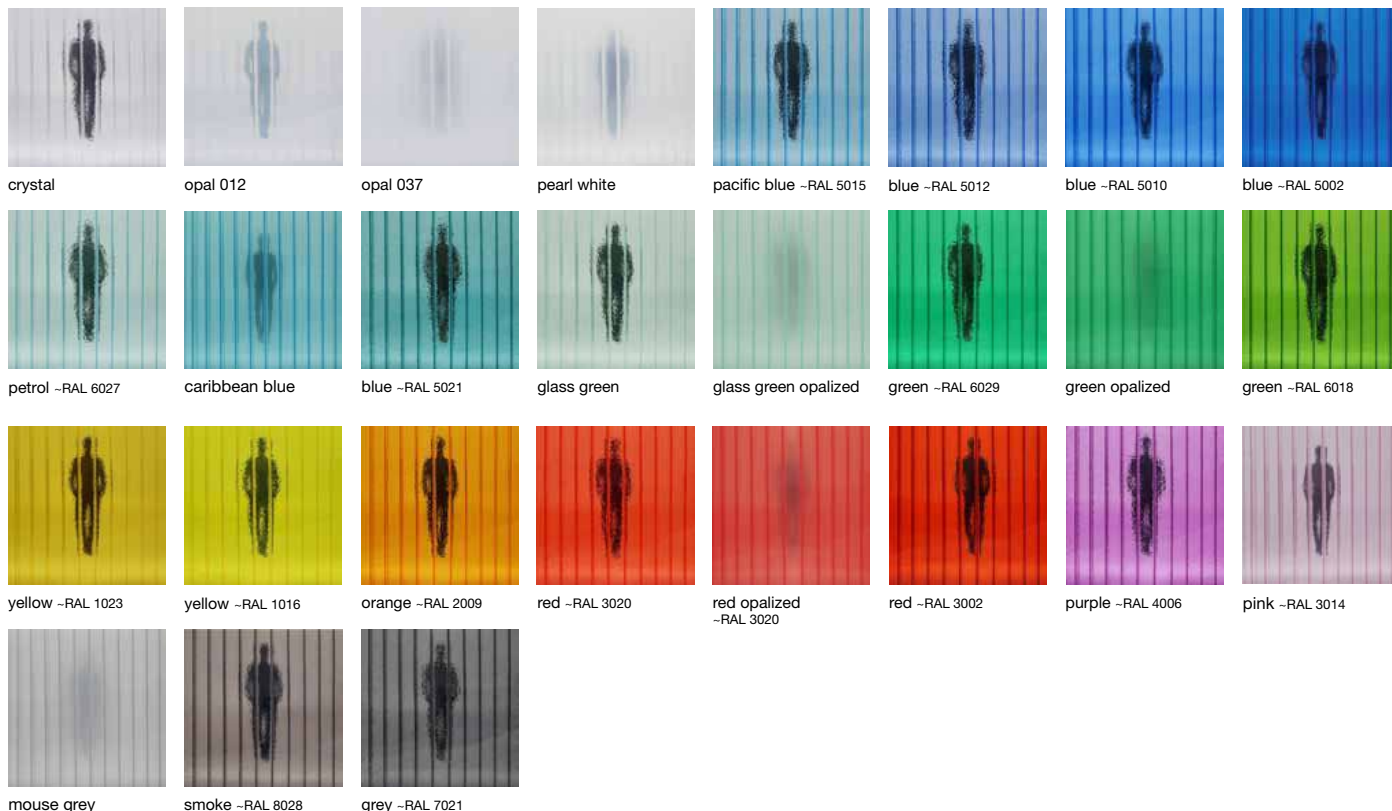 crystal
opal 012
opal 037
pearl white
pacific blue ~RAL 5015
blue ~RAL 5012
blue ~RAL 5010
blue ~RAL 5002
petrol ~RAL 6027
caribbean blue
blue ~RAL 5021
glass green
glass green opalized
green ~RAL 6029
green opalized
green ~RAL 6018
yellow ~RAL 1023
yellow ~RAL 1016
orange ~RAL 2009
red ~RAL 3020
red opalized
~RAL 3020
red ~RAL 3002
purple ~RAL 4006
pink ~RAL 3014
mouse grey
smoke ~RAL 8028
grey ~RAL 7021